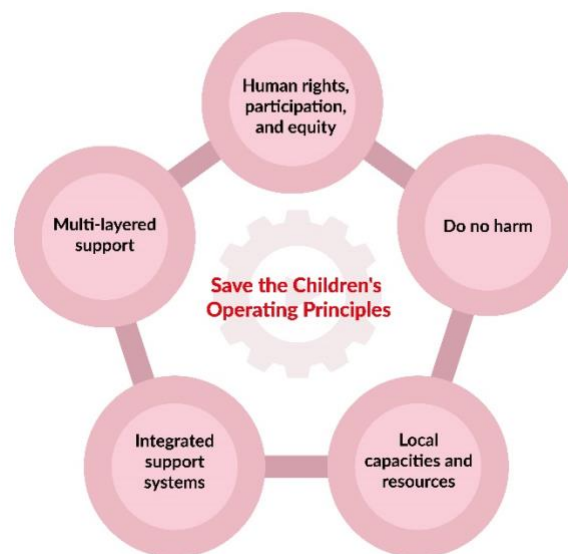 Human rights,
participation,
and equity
Multi-layered
support
Do no harm
Save the Children's
Operating Principles
Integrated
support
systems
Local
capacities and
resources